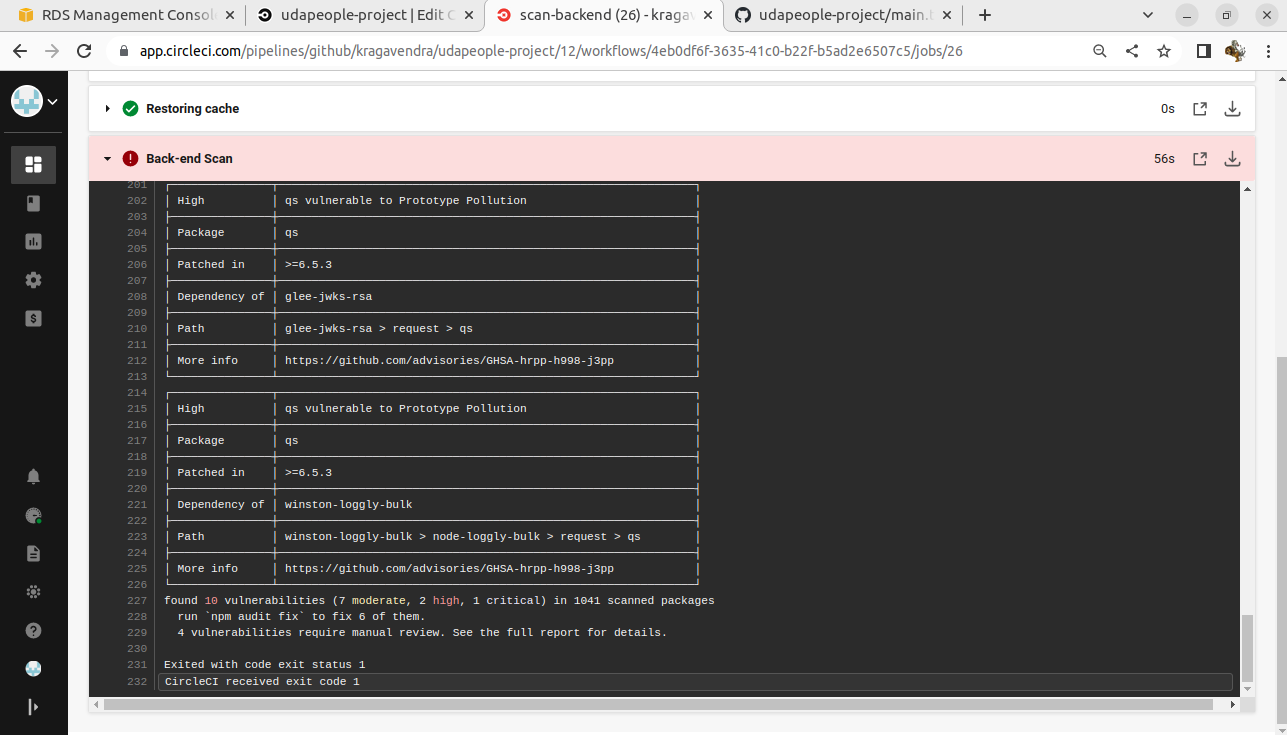 RDS Management Consol
udapeople-project | Edit C
scan-backend (26) - kragav
udapeople-project/main.t
app.circleci.com/pipelines/github/kragavendra/udapeople-project/12/workflows/4eb0df6f-3635-41c0-b22f-b5ad2e6507c5/jobs/26
Restoring cache 0s
Back-end Scan 56s
201
202 High qs vulnerable to Prototype Pollution
203
204 Package qs
205
206 Patched in >=6.5.3
207
208 Dependency of glee-jwks-rsa
209
210 Path glee-jwks-rsa > request > qs
211
212 More info https://github.com/advisories/GHSA-hrpp-h998-j3pp
213
214
215 High qs vulnerable to Prototype Pollution
216
217 Package qs
218
219 Patched in >=6.5.3
220
221 Dependency of winston-loggly-bulk
222
223 Path winston-loggly-bulk > node-loggly-bulk > request > qs
224
225 More info https://github.com/advisories/GHSA-hrpp-h998-j3pp
226
227 found 10 vulnerabilities (7 moderate, 2 high, 1 critical) in 1041 scanned packages
228 run `npm audit fix` to fix 6 of them.
229 4 vulnerabilities require manual review. See the full report for details.
230
231 Exited with code exit status 1
232 CircleCI received exit code 1